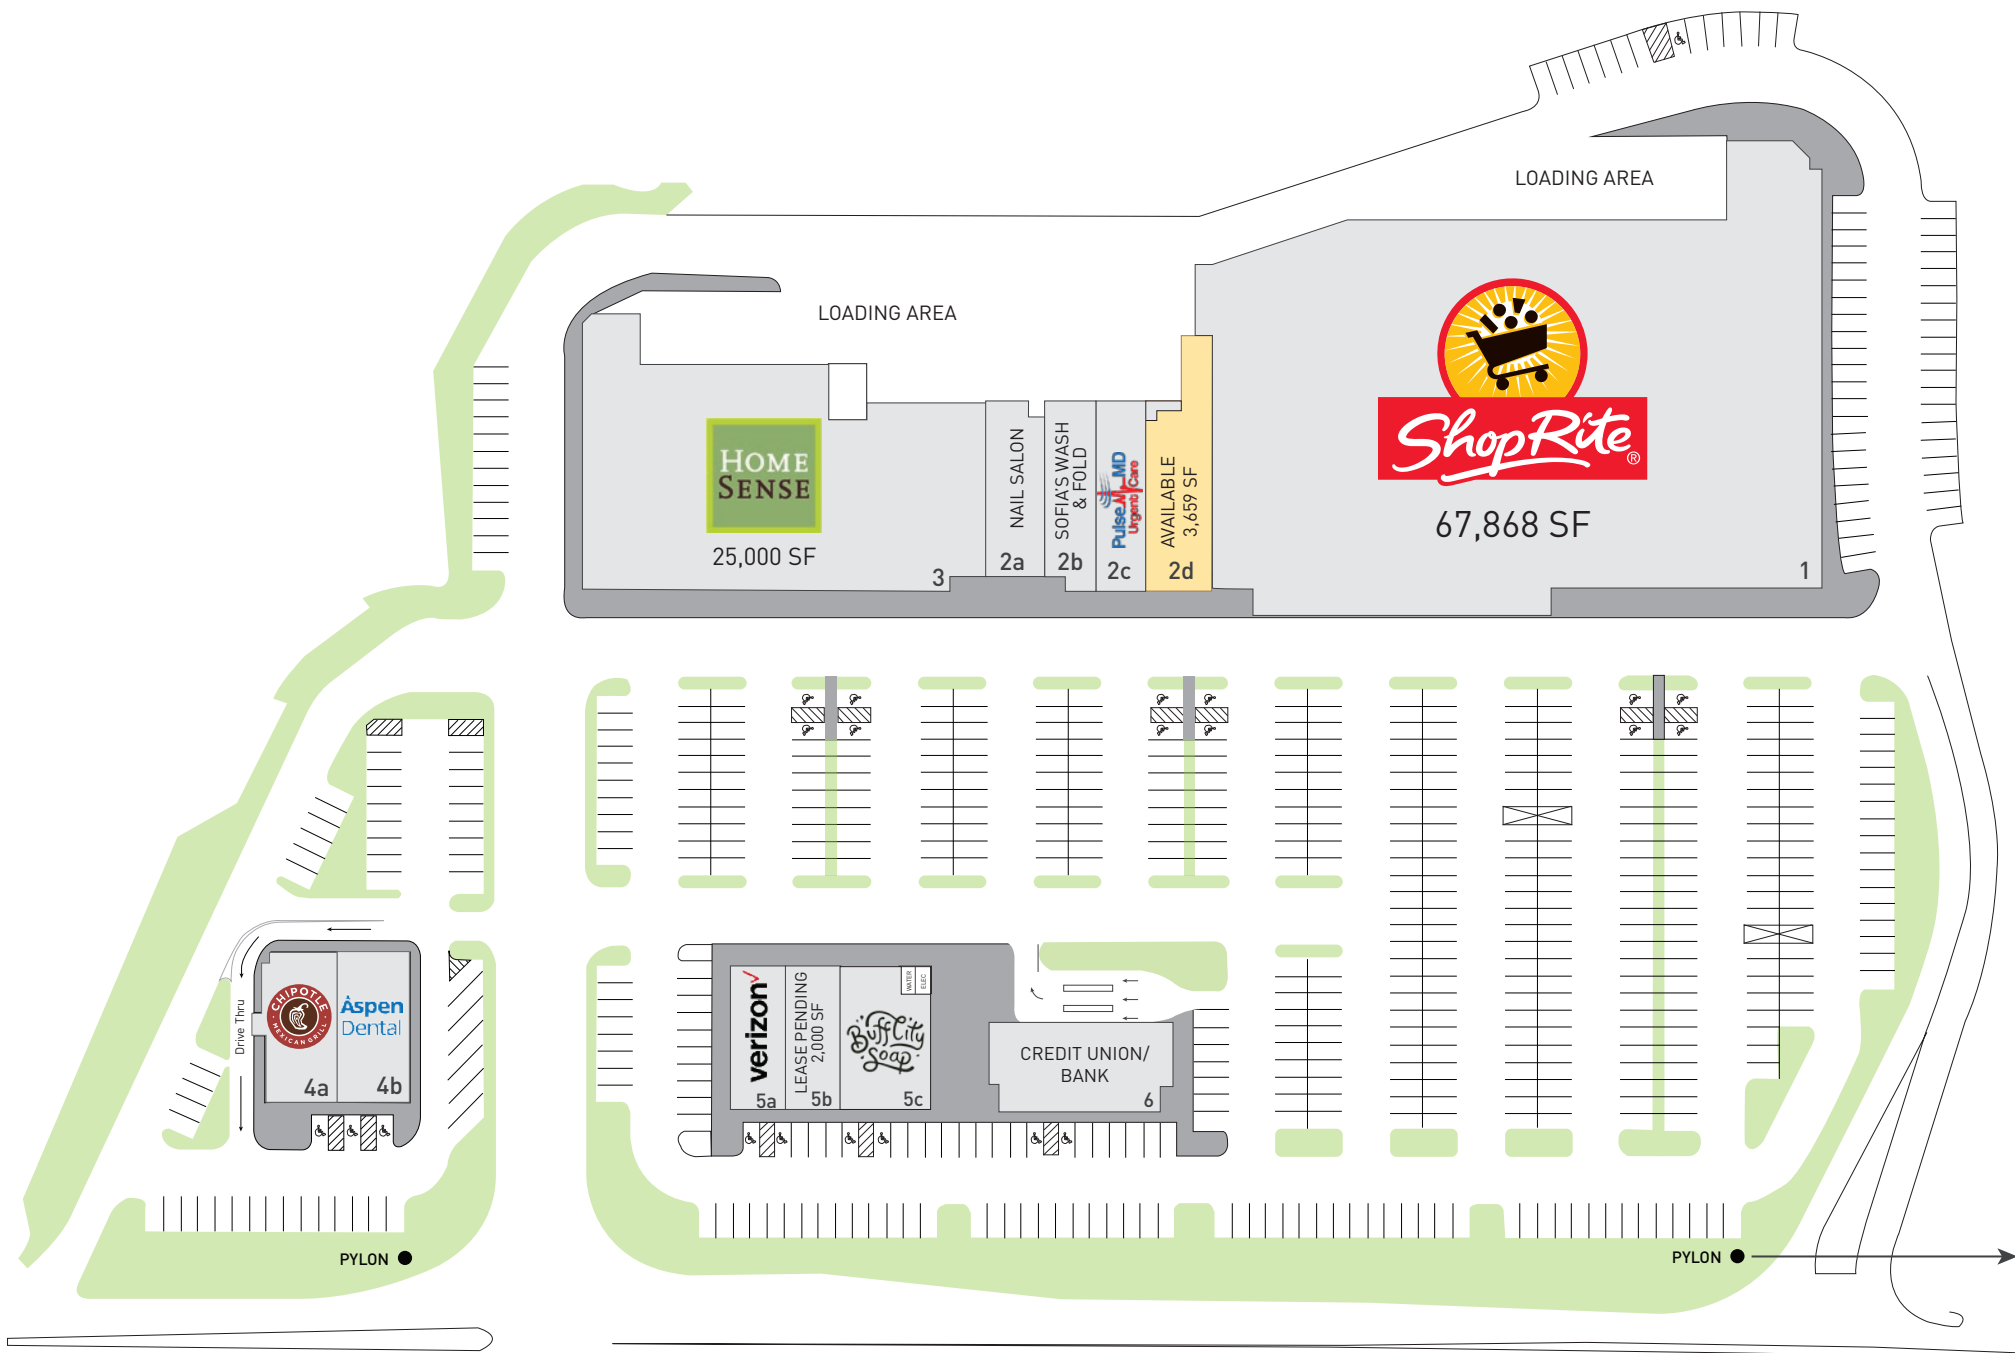 LOADING AREA
LOADING AREA
HOME
SENSE
25,000 SF
3
NAIL SALON
2a
SOFIA'S WASH
& FOLD
2b
PulseMD
Urgent Care
2c
AVAILABLE
3,659 SF
2d
ShopRite®
67,868 SF
1
Drive Thru
CHIPOTLE
MEXICAN GRILL
4a
Aspen
Dental
4b
verizon
5a
LEASE PENDING
2,000 SF
5b
WATER
ELEC
Buff City
Soap
5c
CREDIT UNION/
BANK
6
PYLON
PYLON